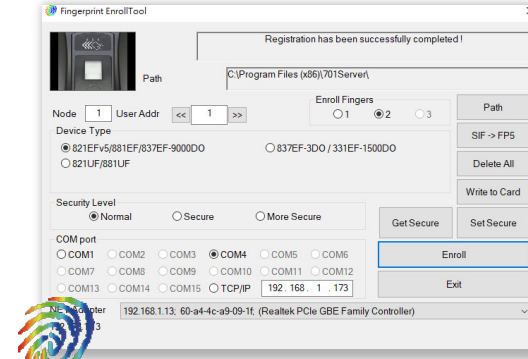 Fingerprint EnrollTool
Registration has been successfully completed !
Path C:\Program Files (x86)\701Server\
Node 1 User Addr << 1 >> Enroll Fingers 1 2 3 Path
Device Type SIF -> FP5
821EFv5/881EF/837EF-9000DO 837EF-3DO / 331EF-1500DO
821UF/881UF Delete All
Write to Card
Security Level
Normal Secure More Secure Get Secure Set Secure
COM port
COM1 COM2 COM3 COM4 COM5 COM6 Enroll
COM7 COM8 COM9 COM10 COM11 COM12
COM13 COM14 COM15 TCP/IP 192 . 168 . 1 . 173 Exit
192.168.1.13; 60-a4-4c-a9-09-1f; (Realtek PCIe GBE Family Controller)